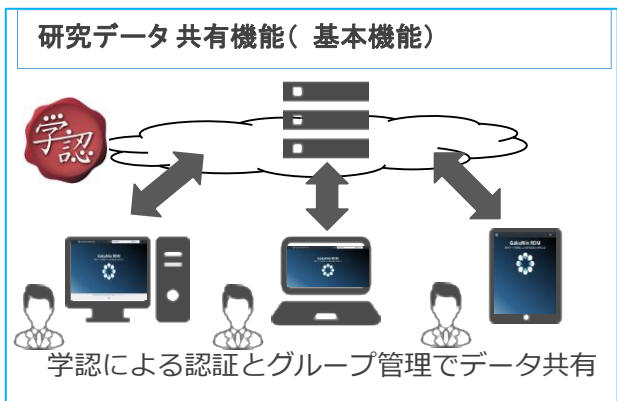 研究データ共有機能( 基本機能)
学認
GakuNin RDM
GakuNin RDM
GakuNin RDM
学認による認証とグループ管理でデータ共有